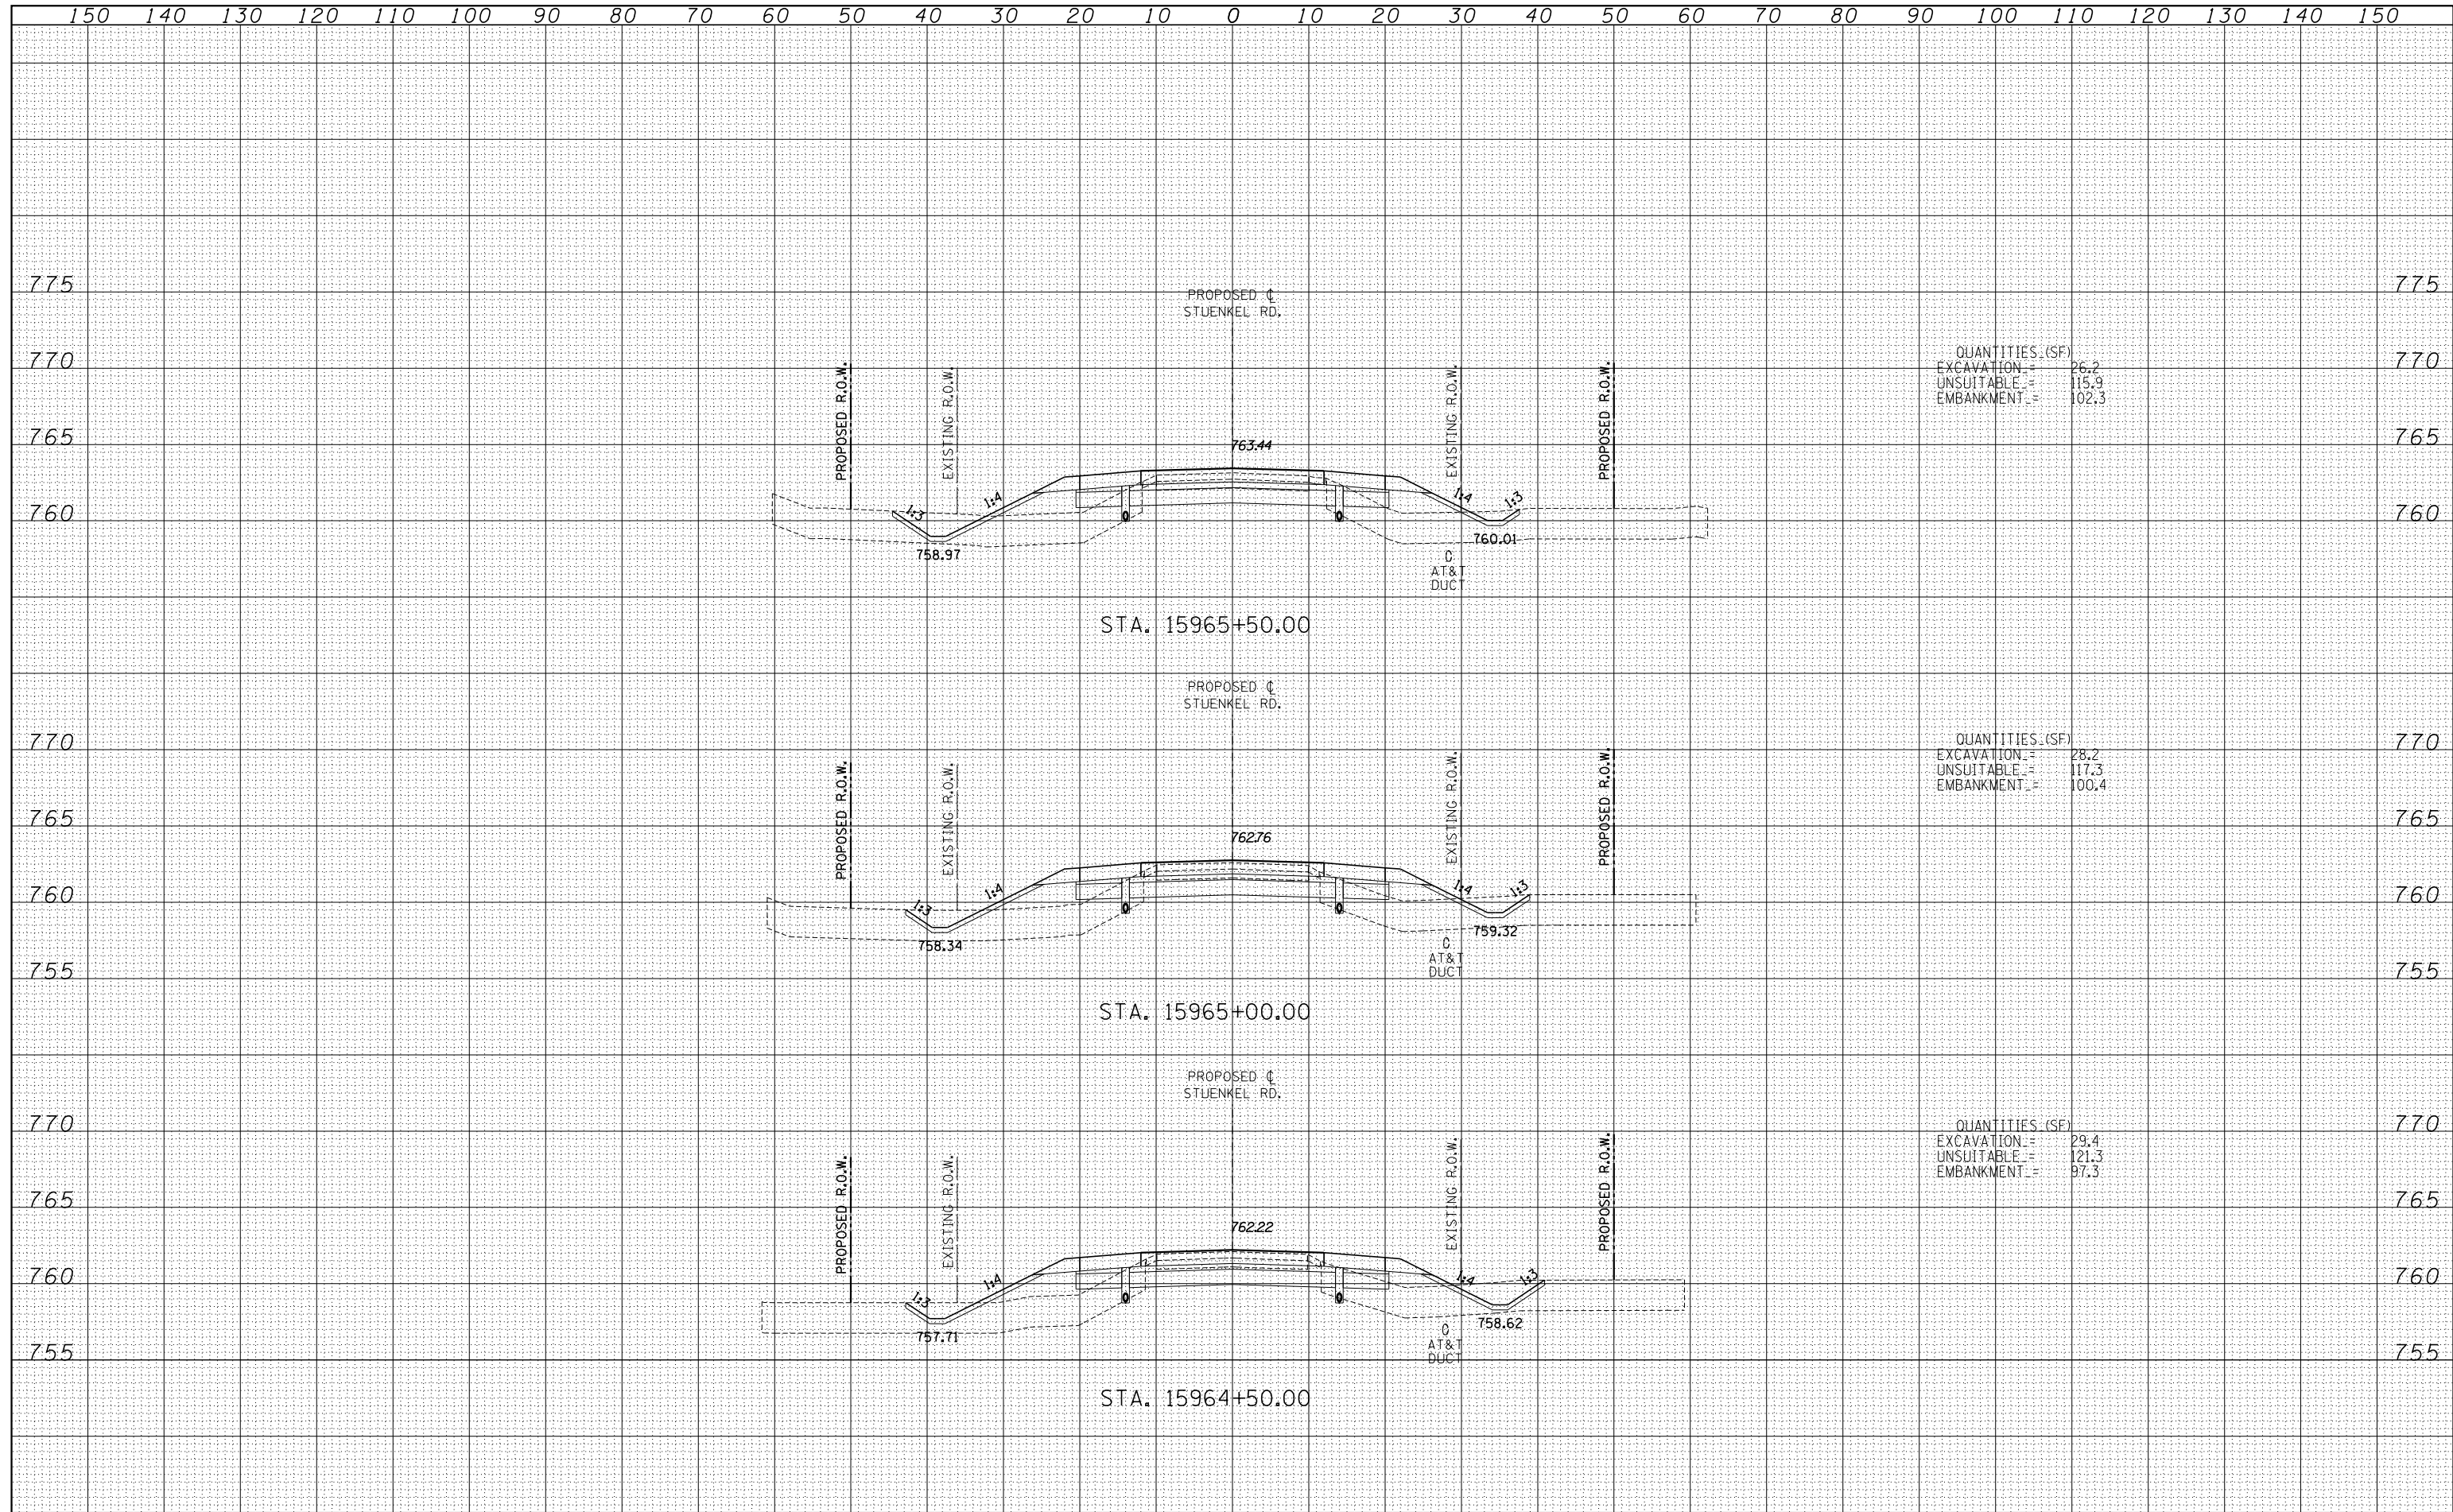 150 140 130 120 110 100 90 80 70 60 50 40 30 20 10 0 10 20 30 40 50 60 70 80 90 100 110 120 130 140 150
775 775
PROPOSED ℄
STUENKEL RD.
770 770
QUANTITIES (SF)
EXCAVATION = 26.2
UNSUITABLE = 115.9
EMBANKMENT = 102.3
PROPOSED R.O.W.
EXISTING R.O.W.
EXISTING R.O.W.
PROPOSED R.O.W.
765 765
763.44
1:3
1:4
1:4
1:3
760 760
758.97
760.01
AT&T
DUCT
STA. 15965+50.00
PROPOSED ℄
STUENKEL RD.
770 770
QUANTITIES (SF)
EXCAVATION = 28.2
UNSUITABLE = 117.3
EMBANKMENT = 100.4
PROPOSED R.O.W.
EXISTING R.O.W.
EXISTING R.O.W.
PROPOSED R.O.W.
765 765
762.76
1:3
1:4
1:4
1:3
760 760
758.34
759.32
AT&T
DUCT
755 755
STA. 15965+00.00
PROPOSED ℄
STUENKEL RD.
770 770
QUANTITIES (SF)
EXCAVATION = 29.4
UNSUITABLE = 121.3
EMBANKMENT = 97.3
PROPOSED R.O.W.
EXISTING R.O.W.
EXISTING R.O.W.
PROPOSED R.O.W.
765 765
762.22
1:3
1:4
1:4
1:3
760 760
757.71
758.62
AT&T
DUCT
755 755
STA. 15964+50.00